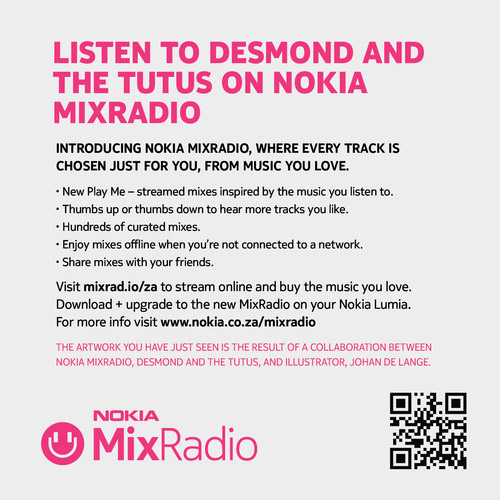 LISTEN TO DESMOND AND
THE TUTUS ON NOKIA
MIXRADIO
INTRODUCING NOKIA MIXRADIO, WHERE EVERY TRACK IS
CHOSEN JUST FOR YOU, FROM MUSIC YOU LOVE.
• New Play Me – streamed mixes inspired by the music you listen to.
• Thumbs up or thumbs down to hear more tracks you like.
• Hundreds of curated mixes.
• Enjoy mixes offline when you're not connected to a network.
• Share mixes with your friends.
Visit mixrad.io/za to stream online and buy the music you love.
Download + upgrade to the new MixRadio on your Nokia Lumia.
For more info visit www.nokia.co.za/mixradio
THE ARTWORK YOU HAVE JUST SEEN IS THE RESULT OF A COLLABORATION BETWEEN
NOKIA MIXRADIO, DESMOND AND THE TUTUS, AND ILLUSTRATOR, JOHAN DE LANGE.
NOKIA
MixRadio